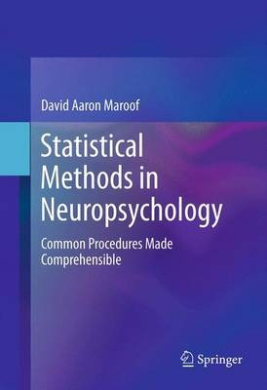 David Aaron Maroof
Statistical
Methods in
Neuropsychology
Common Procedures Made
Comprehensible
Springer